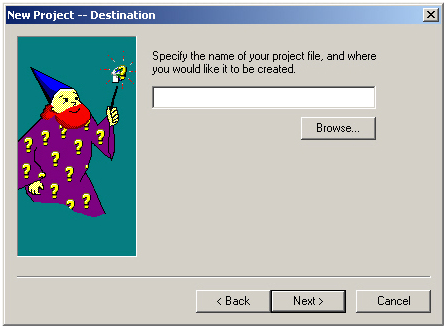 New Project -- Destination
Specify the name of your project file, and where
you would like it to be created.
Browse...
< Back
Next >
Cancel